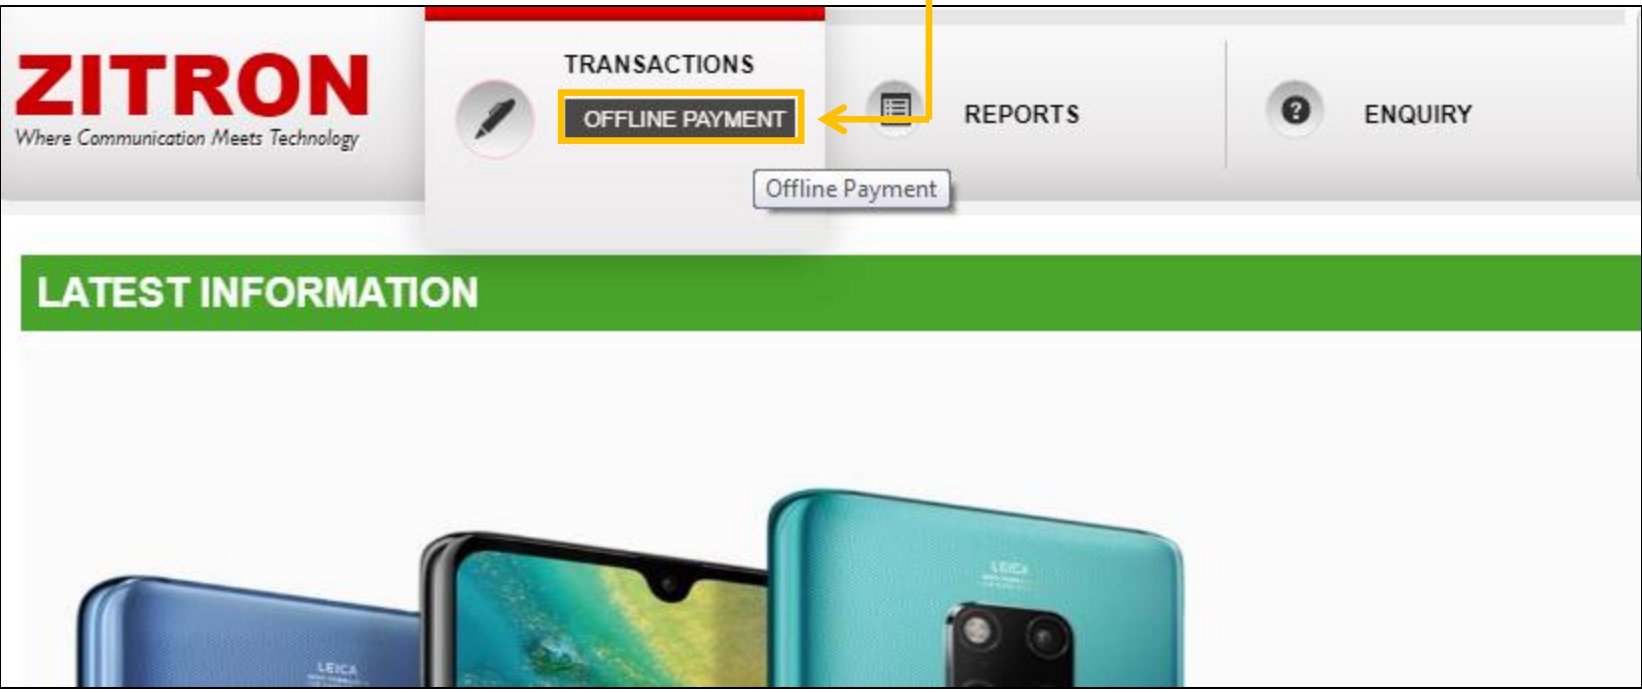 ZITRON
Where Communication Meets Technology
TRANSACTIONS
OFFLINE PAYMENT
REPORTS
ENQUIRY
Offline Payment
LATEST INFORMATION
LEICA
LEICA